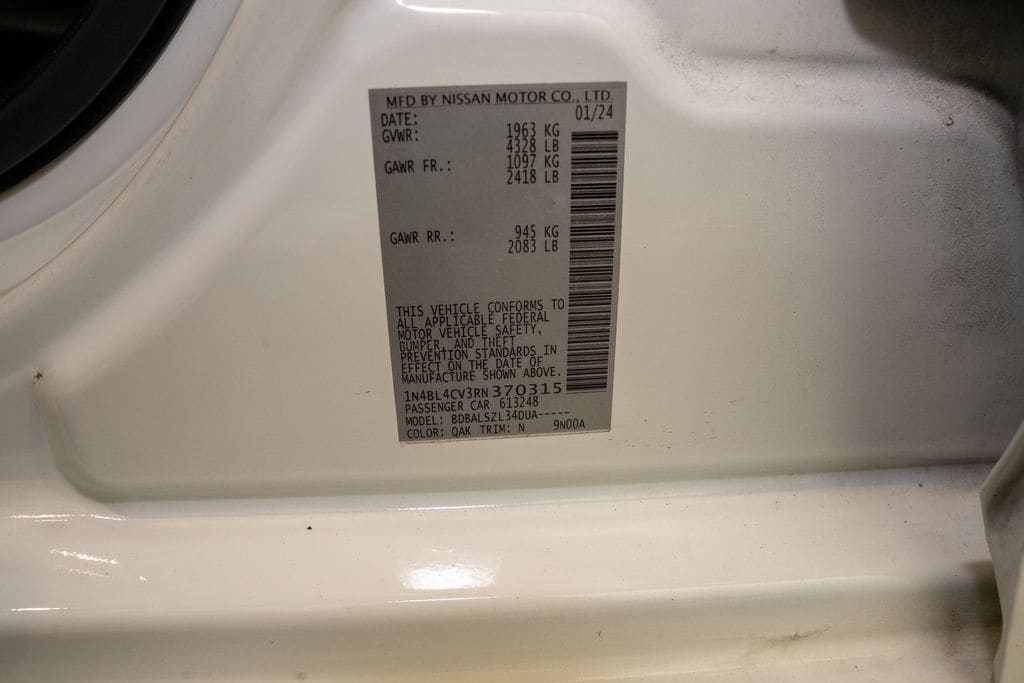 MFD BY NISSAN MOTOR CO., LTD.
DATE: 01/24
GVWR: 1963 KG
4328 LB
GAWR FR.: 1097 KG
2418 LB
GAWR RR.: 945 KG
2083 LB
THIS VEHICLE CONFORMS TO
ALL APPLICABLE FEDERAL
MOTOR VEHICLE SAFETY,
BUMPER, AND THEFT
PREVENTION STANDARDS IN
EFFECT ON THE DATE OF
MANUFACTURE SHOWN ABOVE.
1N4BL4CV3RN370315
PASSENGER CAR 613248
MODEL: BDBALSZL34DUA-----
COLOR: QAK TRIM: N 9N00A